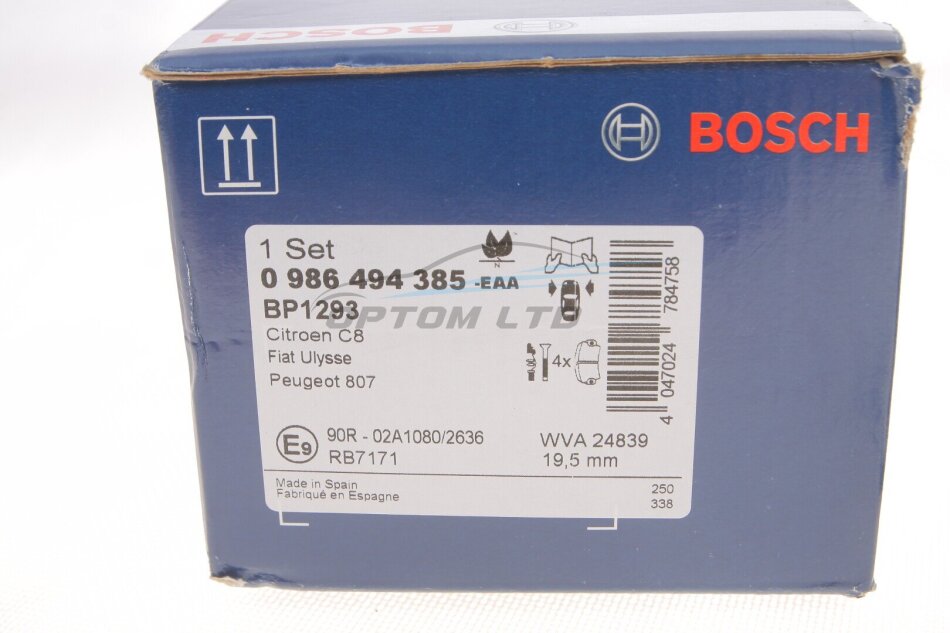 BOSCH
BOSCH
BOSCH
1 Set
0 986 494 385 -EAA
BP1293
Citroen C8
Fiat Ulysse
Peugeot 807
N
4x
OPTOM LTD
4 047024 784758
E9
90R - 02A1080/2636
RB7171
WVA 24839
19,5 mm
Made in Spain
Fabriqué en Espagne
250
338